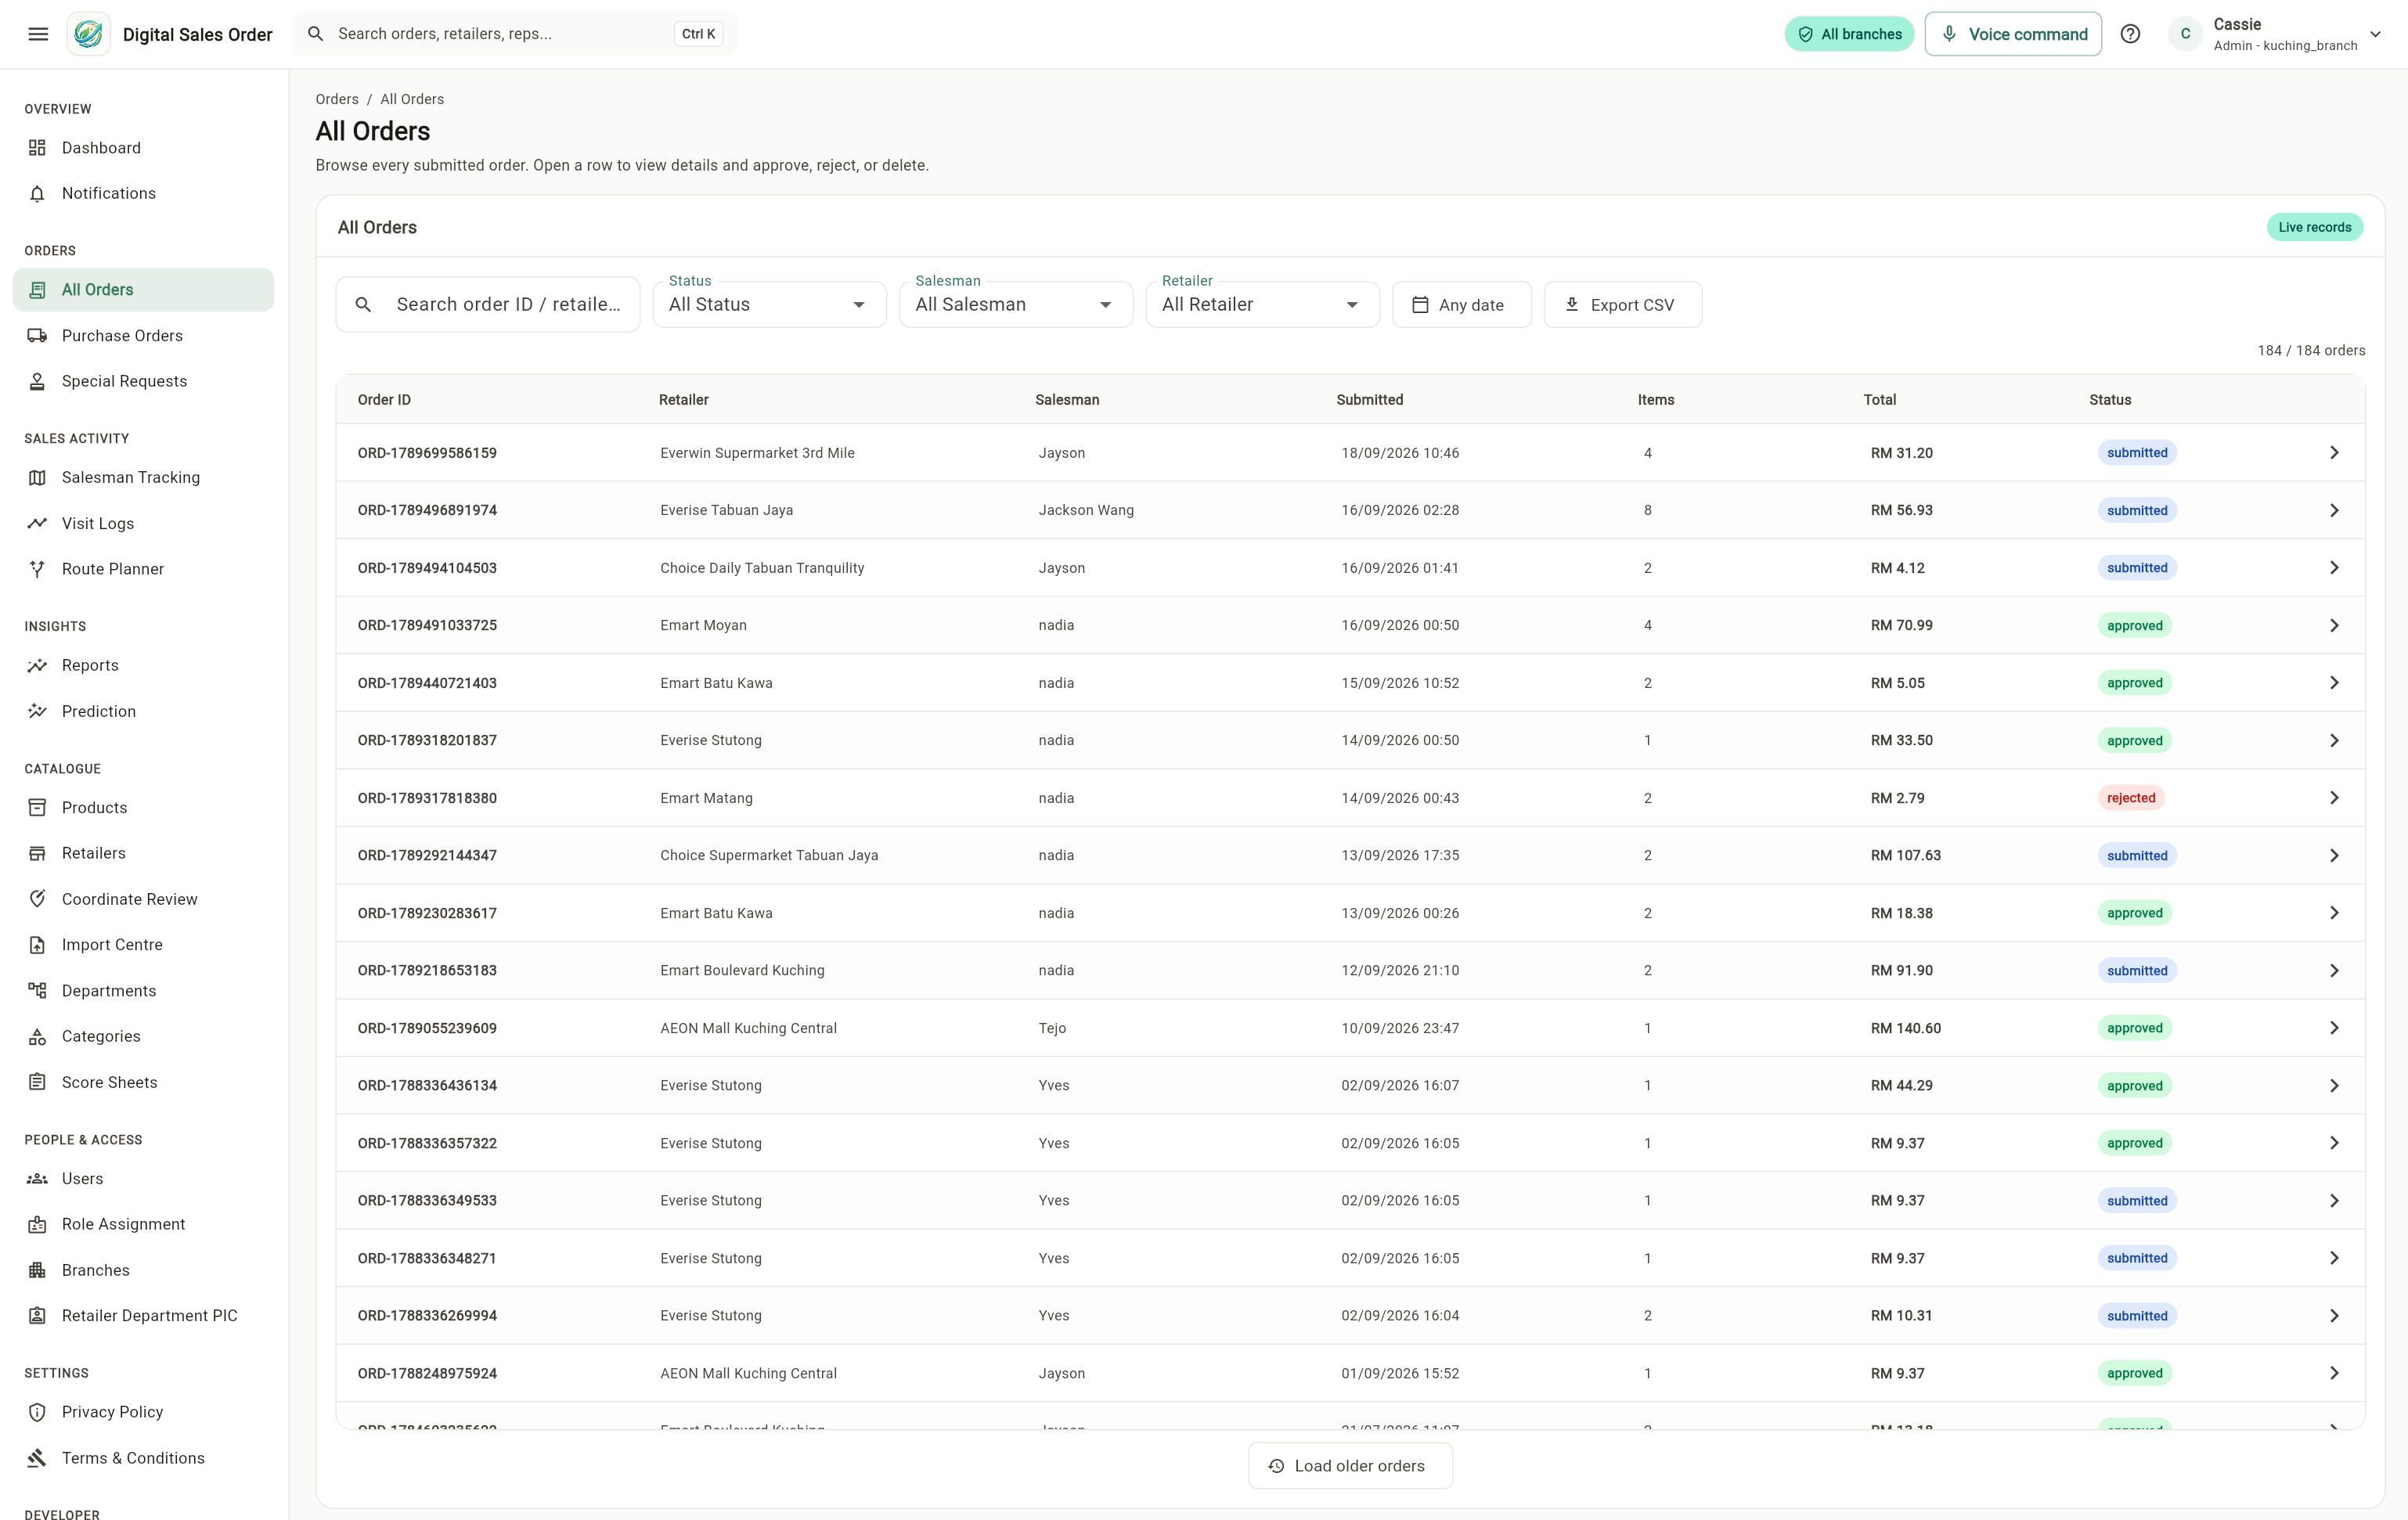 Digital Sales Order
Search orders, retailers, reps...
Ctrl K
All branches
Voice command
C
Cassie
Admin - kuching_branch
OVERVIEW
Dashboard
Notifications
ORDERS
All Orders
Purchase Orders
Special Requests
SALES ACTIVITY
Salesman Tracking
Visit Logs
Route Planner
INSIGHTS
Reports
Prediction
CATALOGUE
Products
Retailers
Coordinate Review
Import Centre
Departments
Categories
Score Sheets
PEOPLE & ACCESS
Users
Role Assignment
Branches
Retailer Department PIC
SETTINGS
Privacy Policy
Terms & Conditions
DEVELOPER
Orders / All Orders
All Orders
Browse every submitted order. Open a row to view details and approve, reject, or delete.
All Orders
Live records
Search order ID / retaile...
Status
All Status
Salesman
All Salesman
Retailer
All Retailer
Any date
Export CSV
184 / 184 orders
Order ID Retailer Salesman Submitted Items Total Status
ORD-1789699586159 Everwin Supermarket 3rd Mile Jayson 18/09/2026 10:46 4 RM 31.20 submitted
ORD-1789496891974 Everise Tabuan Jaya Jackson Wang 16/09/2026 02:28 8 RM 56.93 submitted
ORD-1789494104503 Choice Daily Tabuan Tranquility Jayson 16/09/2026 01:41 2 RM 4.12 submitted
ORD-1789491033725 Emart Moyan nadia 16/09/2026 00:50 4 RM 70.99 approved
ORD-1789440721403 Emart Batu Kawa nadia 15/09/2026 10:52 2 RM 5.05 approved
ORD-1789318201837 Everise Stutong nadia 14/09/2026 00:50 1 RM 33.50 approved
ORD-1789317818380 Emart Matang nadia 14/09/2026 00:43 2 RM 2.79 rejected
ORD-1789292144347 Choice Supermarket Tabuan Jaya nadia 13/09/2026 17:35 2 RM 107.63 submitted
ORD-1789230283617 Emart Batu Kawa nadia 13/09/2026 00:26 2 RM 18.38 approved
ORD-1789218653183 Emart Boulevard Kuching nadia 12/09/2026 21:10 2 RM 91.90 submitted
ORD-1789055239609 AEON Mall Kuching Central Tejo 10/09/2026 23:47 1 RM 140.60 approved
ORD-1788336436134 Everise Stutong Yves 02/09/2026 16:07 1 RM 44.29 approved
ORD-1788336357322 Everise Stutong Yves 02/09/2026 16:05 1 RM 9.37 approved
ORD-1788336349533 Everise Stutong Yves 02/09/2026 16:05 1 RM 9.37 submitted
ORD-1788336348271 Everise Stutong Yves 02/09/2026 16:05 1 RM 9.37 submitted
ORD-1788336269994 Everise Stutong Yves 02/09/2026 16:04 2 RM 10.31 submitted
ORD-1788248975924 AEON Mall Kuching Central Jayson 01/09/2026 15:52 1 RM 9.37 approved
Emart Boulevard Kuching Jayson approved
Load older orders